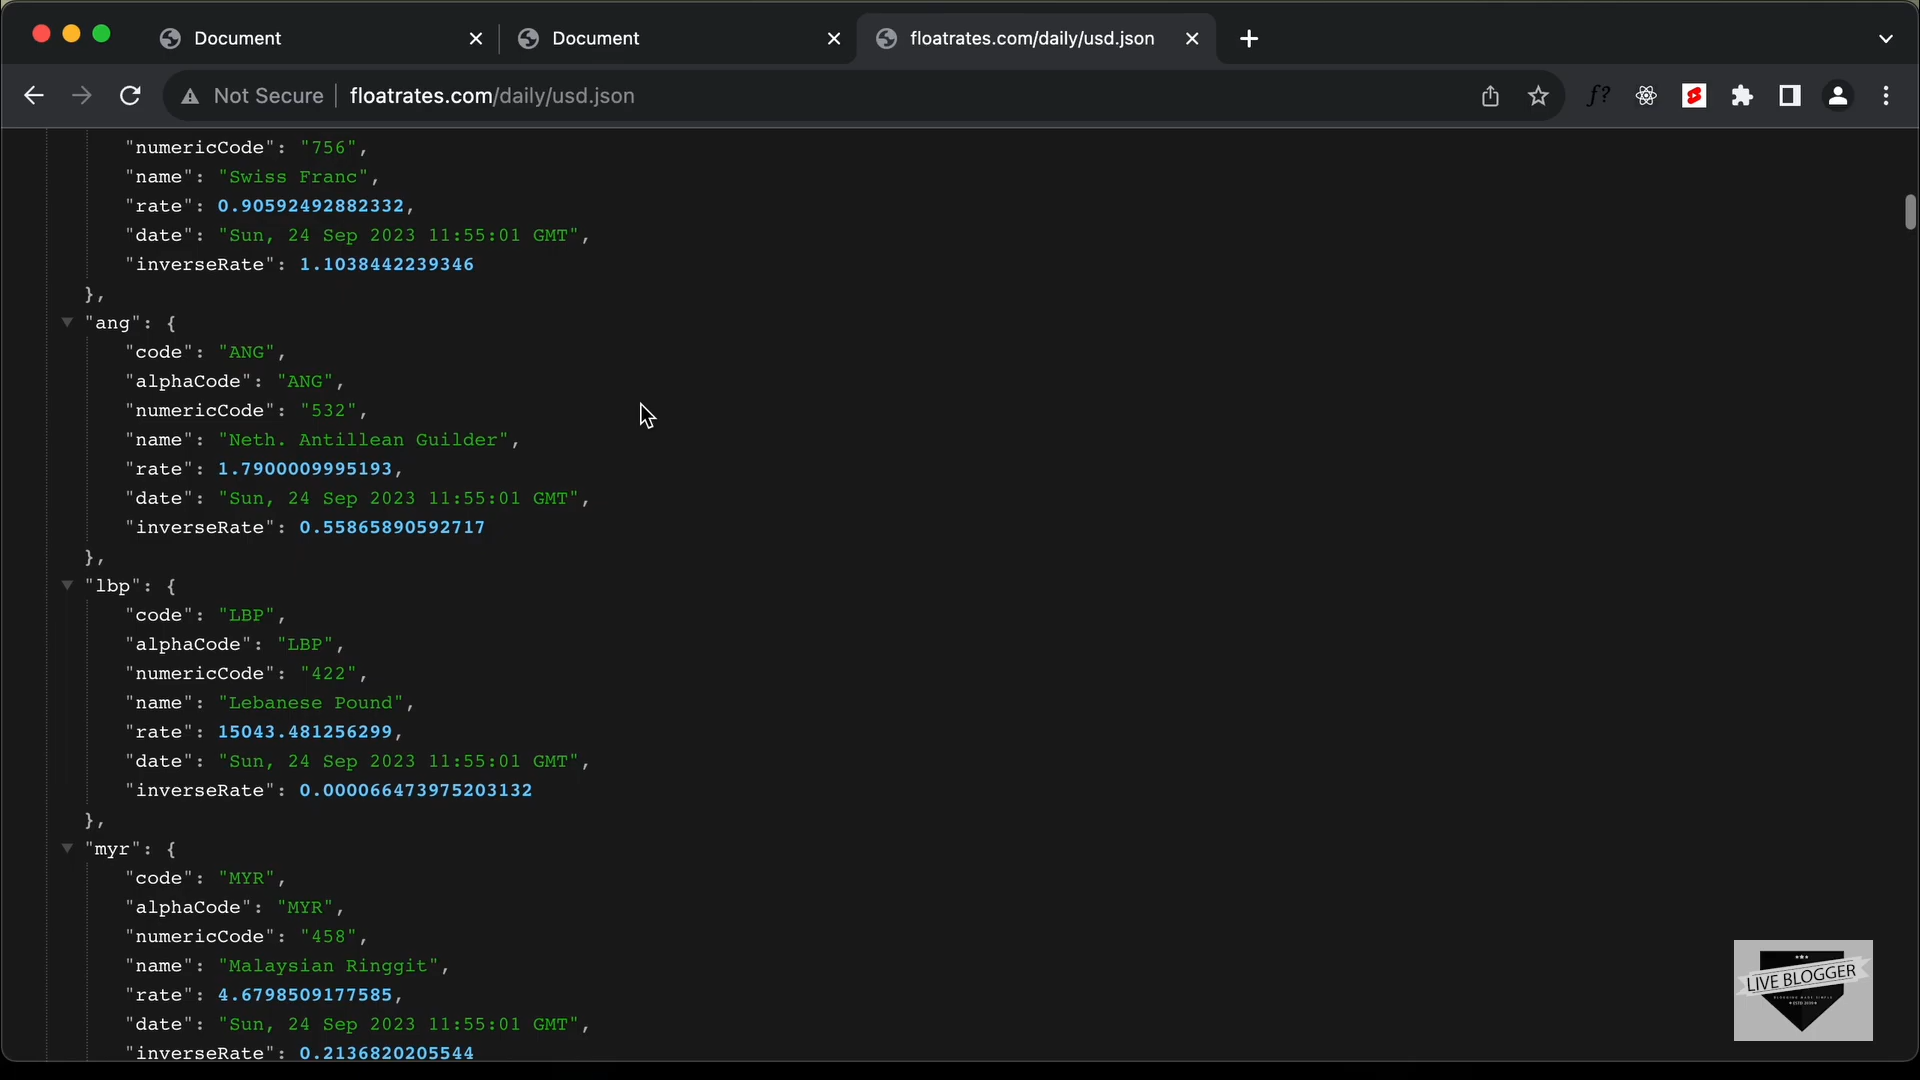 Document
Document
floatrates.com/daily/usd.json
Not Secure
floatrates.com/daily/usd.json
f?
"numericCode": "756",
"name": "Swiss Franc",
"rate": 0.90592492882332,
"date": "Sun, 24 Sep 2023 11:55:01 GMT",
"inverseRate": 1.1038442239346
},
"ang": {
"code": "ANG",
"alphaCode": "ANG",
"numericCode": "532",
"name": "Neth. Antillean Guilder",
"rate": 1.7900009995193,
"date": "Sun, 24 Sep 2023 11:55:01 GMT",
"inverseRate": 0.55865890592717
},
"lbp": {
"code": "LBP",
"alphaCode": "LBP",
"numericCode": "422",
"name": "Lebanese Pound",
"rate": 15043.481256299,
"date": "Sun, 24 Sep 2023 11:55:01 GMT",
"inverseRate": 0.000066473975203132
},
"myr": {
"code": "MYR",
"alphaCode": "MYR",
"numericCode": "458",
"name": "Malaysian Ringgit",
"rate": 4.6798509177585,
"date": "Sun, 24 Sep 2023 11:55:01 GMT",
"inverseRate": 0.2136820205544
LIVE BLOGGER